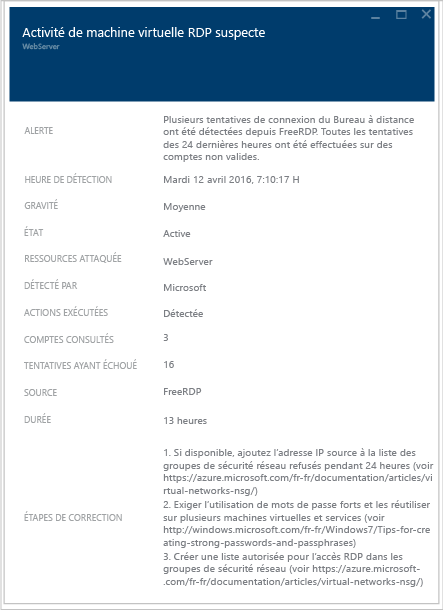 Activité de machine virtuelle RDP suspecte
WebServer
ALERTE
Plusieurs tentatives de connexion du Bureau à distance
ont été détectées depuis FreeRDP. Toutes les tentatives
des 24 dernières heures ont été effectuées sur des
comptes non valides.
HEURE DE DÉTECTION
Mardi 12 avril 2016, 7:10:17 H
GRAVITÉ
Moyenne
ÉTAT
Active
RESSOURCES ATTAQUÉE
WebServer
DÉTECTÉ PAR
Microsoft
ACTIONS EXÉCUTÉES
Détectée
COMPTES CONSULTÉS
3
TENTATIVES AYANT ÉCHOUÉ
16
SOURCE
FreeRDP
DURÉE
13 heures
ÉTAPES DE CORRECTION
1. Si disponible, ajoutez l'adresse IP source à la liste des
groupes de sécurité réseau refusés pendant 24 heures (voir
https://azure.microsoft.com/fr-fr/documentation/articles/vi
rtual-networks-nsg/)
2. Exiger l'utilisation de mots de passe forts et les réutiliser
sur plusieurs machines virtuelles et services (voir
http://windows.microsoft.com/fr-fr/Windows7/Tips-for-cre
-ating-strong-passwords-and-passphrases)
3. Créer une liste autorisée pour l'accès RDP dans les
groupes de sécurité réseau (voir https://azure.microsoft-
.com/fr-fr/documentation/articles/virtual-networks-nsg/)